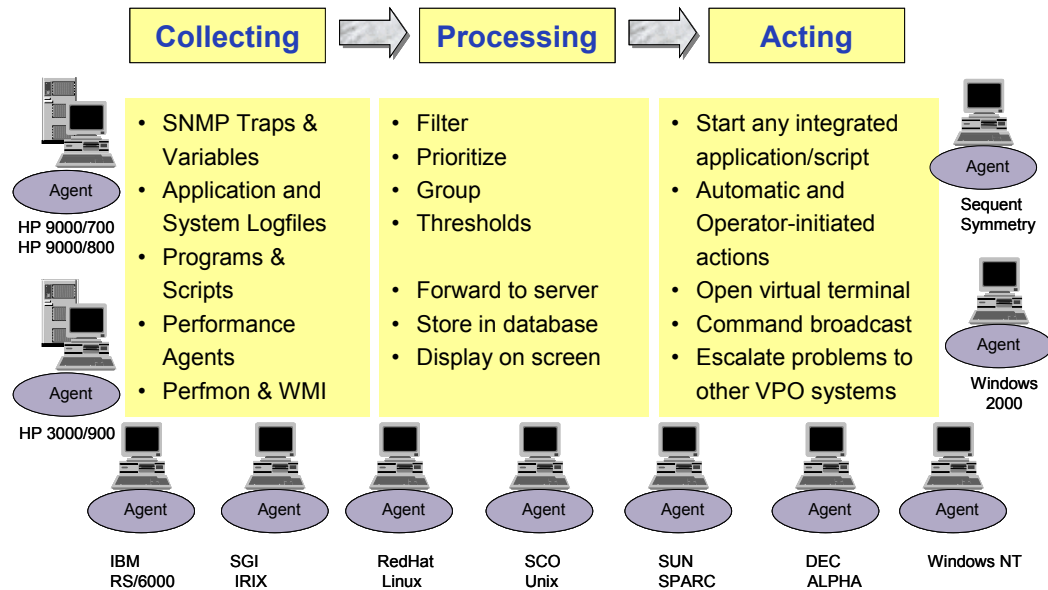 Collecting
Processing
Acting
• SNMP Traps &
Variables
• Application and
System Logfiles
• Programs &
Scripts
• Performance
Agents
• Perfmon & WMI
• Filter
• Prioritize
• Group
• Thresholds
• Forward to server
• Store in database
• Display on screen
• Start any integrated
application/script
• Automatic and
Operator-initiated
actions
• Open virtual terminal
• Command broadcast
• Escalate problems to
other VPO systems
Agent
HP 9000/700
HP 9000/800
Agent
HP 3000/900
Agent
Sequent
Symmetry
Agent
Windows
2000
Agent
IBM
RS/6000
Agent
SGI
IRIX
Agent
RedHat
Linux
Agent
SCO
Unix
Agent
SUN
SPARC
Agent
DEC
ALPHA
Agent
Windows NT